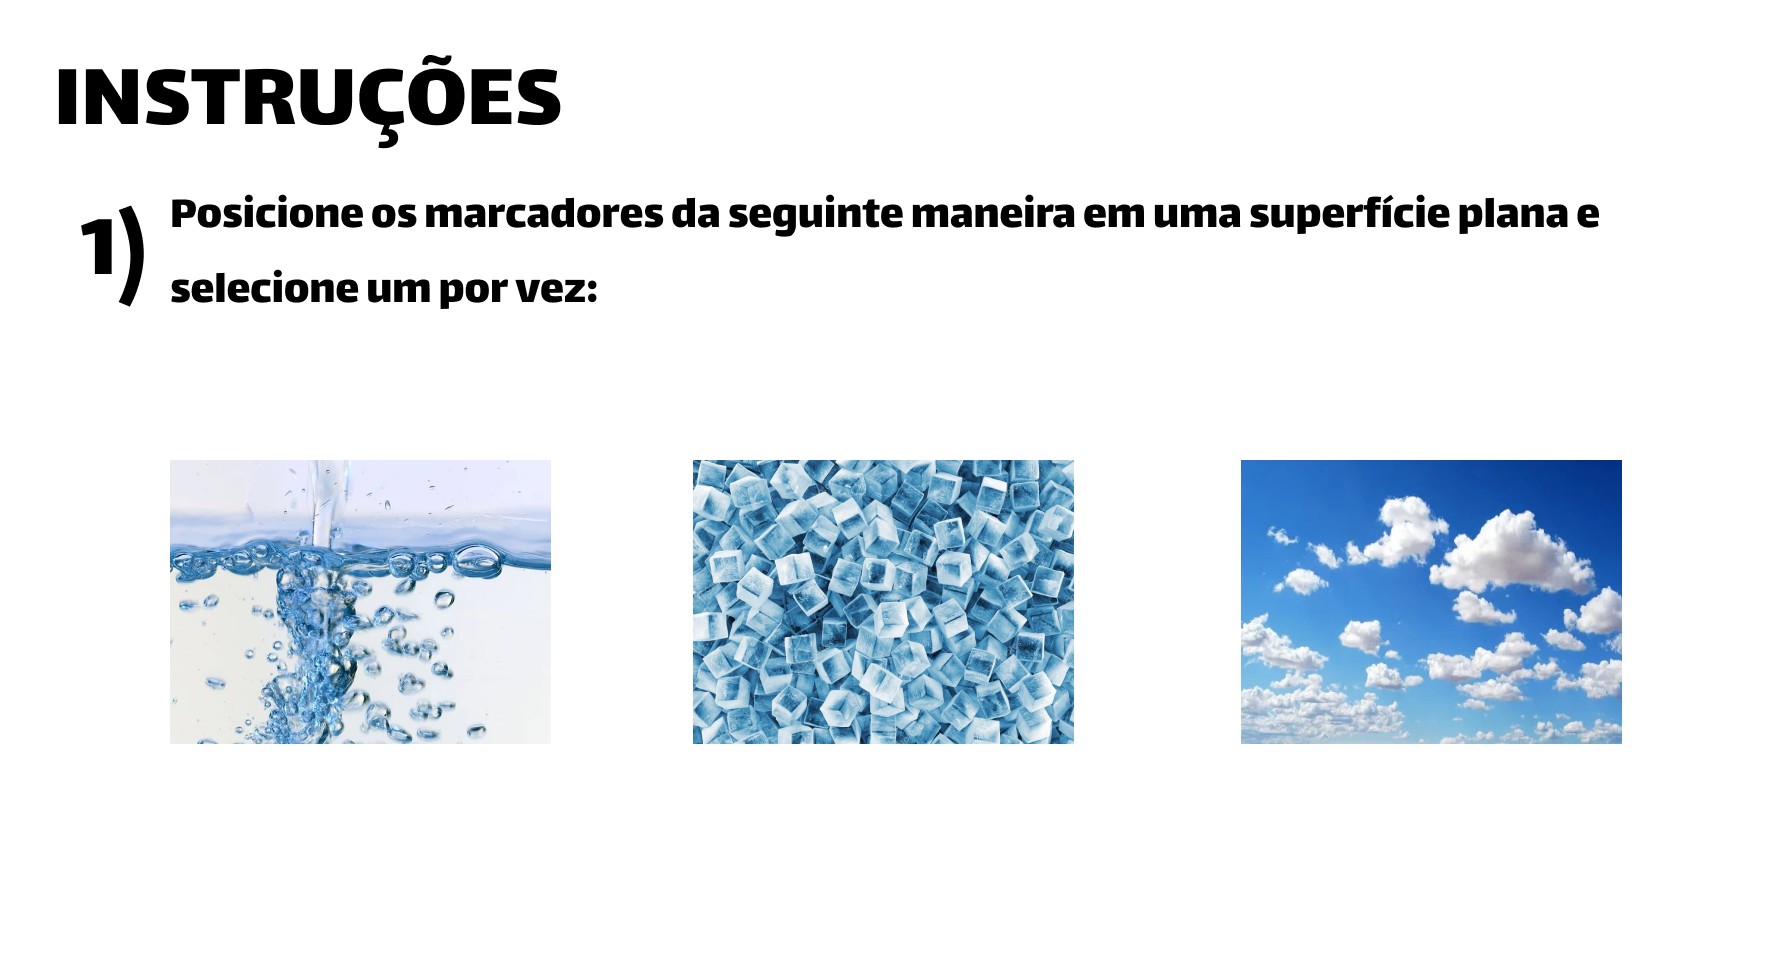 INSTRUÇÕES
1) Posicione os marcadores da seguinte maneira em uma superfície plana e
selecione um por vez: